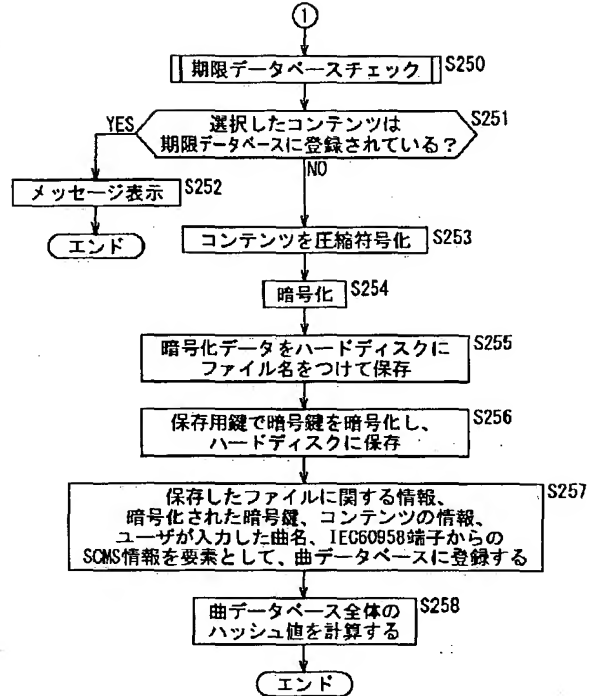 1
期限データベースチェック S250
選択したコンテンツは S251
期限データベースに登録されている?
YES
NO
メッセージ表示 S252
エンド
コンテンツを圧縮符号化 S253
暗号化 S254
暗号化データをハードディスクに S255
ファイル名をつけて保存
保存用鍵で暗号鍵を暗号化し、 S256
ハードディスクに保存
保存したファイルに関する情報、 S257
暗号化された暗号鍵、コンテンツの情報、
ユーザが入力した曲名、IEC60958端子からの
SCMS情報を要素として、曲データベースに登録する
曲データベース全体の S258
ハッシュ値を計算する
エンド